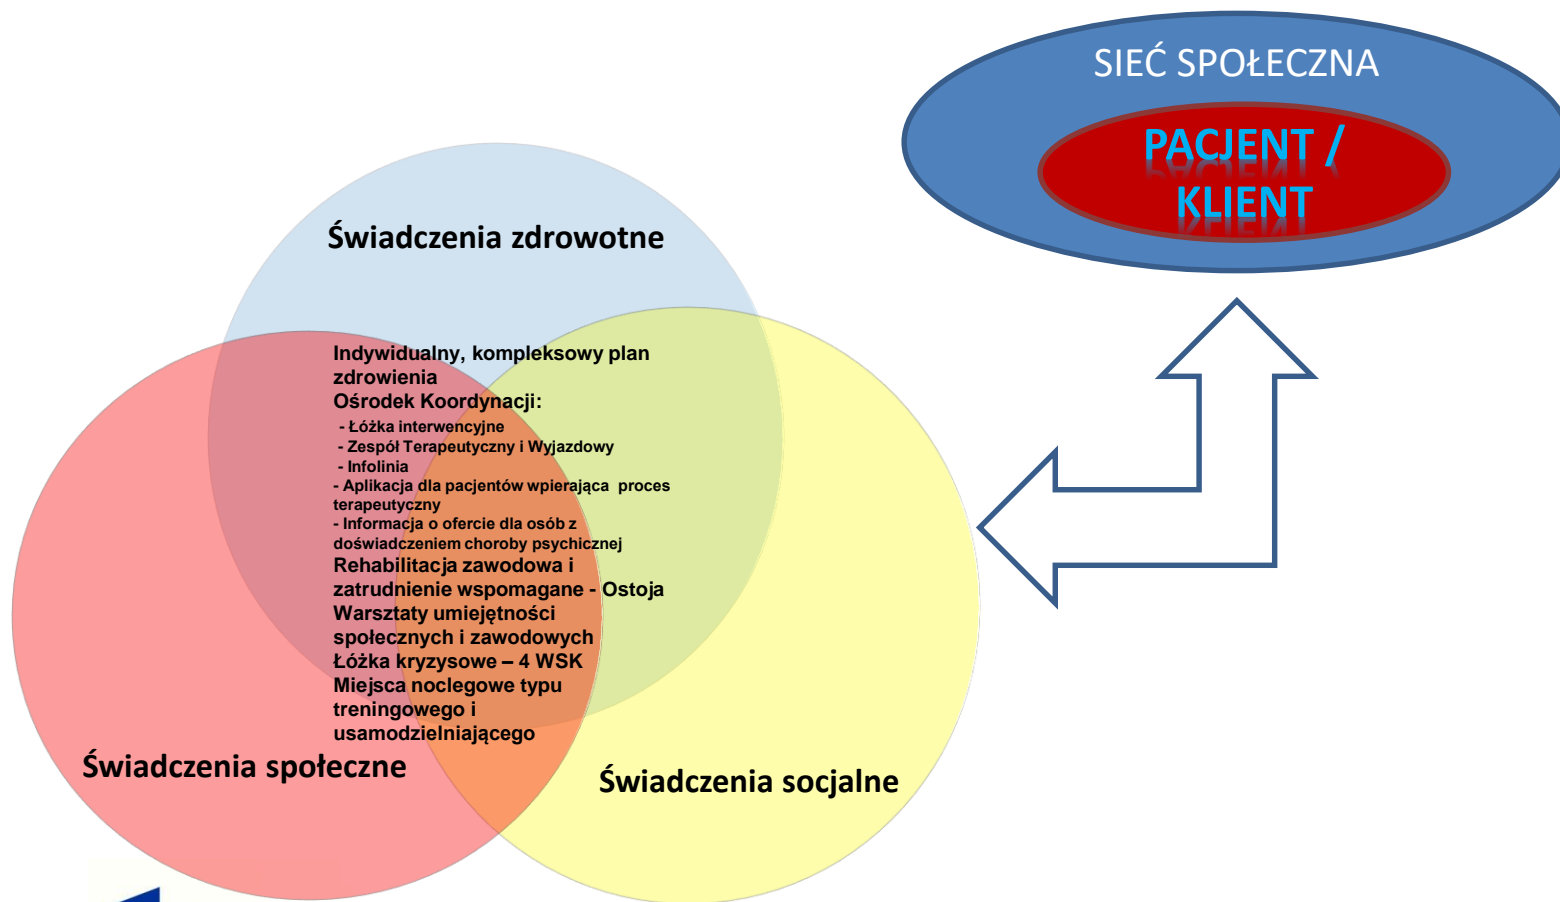 SIEĆ SPOŁECZNA
PACJENT /
KLIENT
Świadczenia zdrowotne
Indywidualny, kompleksowy plan
zdrowienia
Ośrodek Koordynacji:
- Łóżka interwencyjne
- Zespół Terapeutyczny i Wyjazdowy
- Infolinia
- Aplikacja dla pacjentów wpierająca proces
terapeutyczny
- Informacja o ofercie dla osób z
doświadczeniem choroby psychicznej
Rehabilitacja zawodowa i
zatrudnienie wspomagane - Ostoja
Warsztaty umiejętności
społecznych i zawodowych
Łóżka kryzysowe – 4 WSK
Miejsca noclegowe typu
treningowego i
usamodzielniającego
Świadczenia społeczne
Świadczenia socjalne